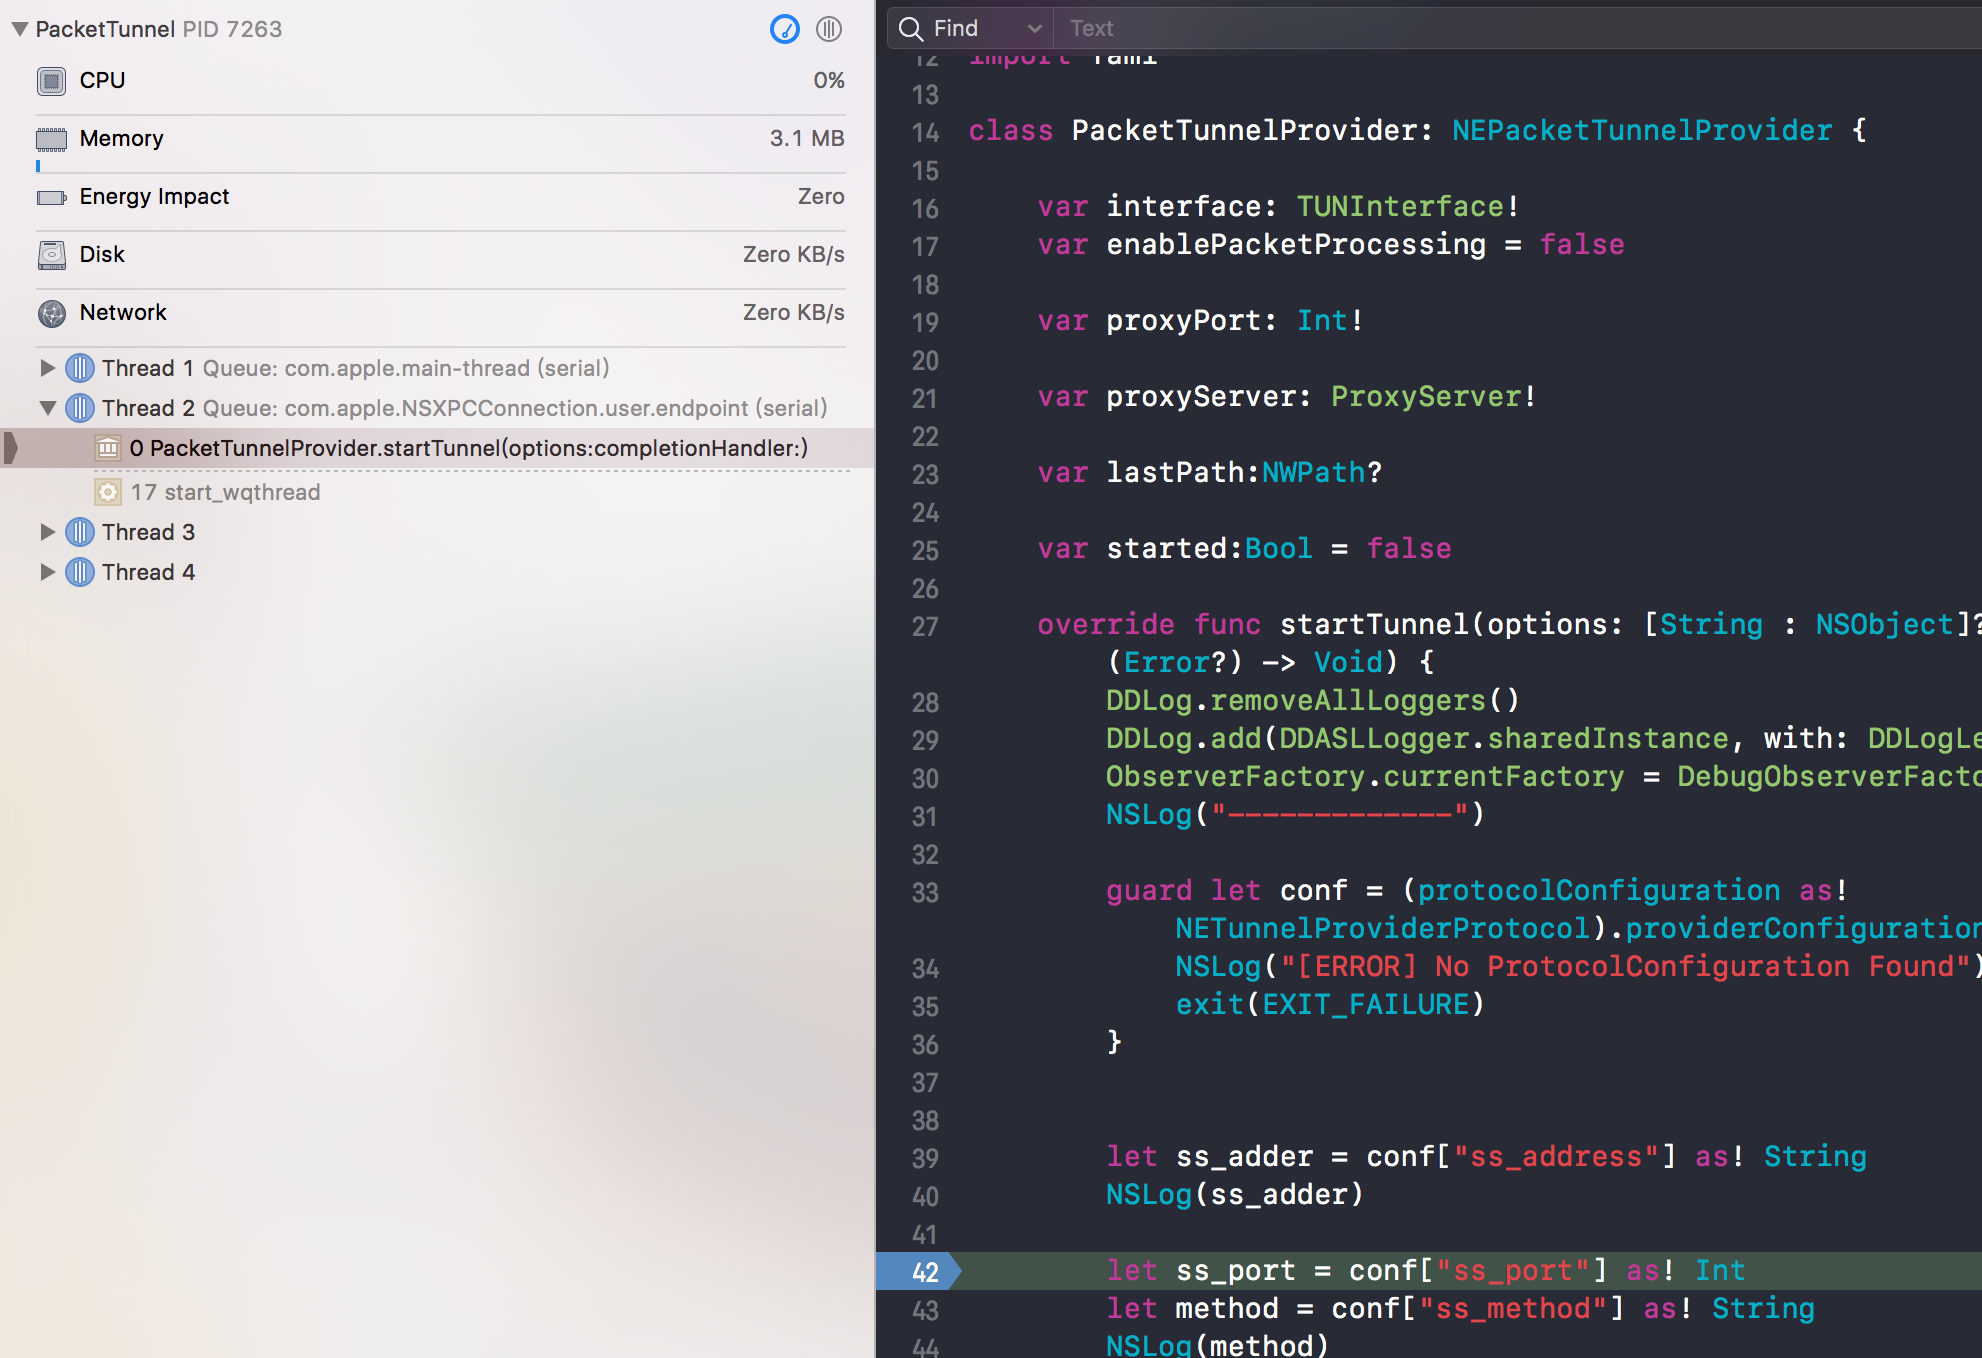 PacketTunnel PID 7263
CPU 0%
Memory 3.1 MB
Energy Impact Zero
Disk Zero KB/s
Network Zero KB/s
Thread 1 Queue: com.apple.main-thread (serial)
Thread 2 Queue: com.apple.NSXPCConnection.user.endpoint (serial)
0 PacketTunnelProvider.startTunnel(options:completionHandler:)
17 start_wqthread
Thread 3
Thread 4
Find Text
12 import Yami
13
14 class PacketTunnelProvider: NEPacketTunnelProvider {
15
16 var interface: TUNInterface!
17 var enablePacketProcessing = false
18
19 var proxyPort: Int!
20
21 var proxyServer: ProxyServer!
22
23 var lastPath:NWPath?
24
25 var started:Bool = false
26
27 override func startTunnel(options: [String : NSObject]?
(Error?) -> Void) {
28 DDLog.removeAllLoggers()
29 DDLog.add(DDASLLogger.sharedInstance, with: DDLogLe
30 ObserverFactory.currentFactory = DebugObserverFacto
31 NSLog("-------------")
32
33 guard let conf = (protocolConfiguration as!
NETunnelProviderProtocol).providerConfiguration
34 NSLog("[ERROR] No ProtocolConfiguration Found")
35 exit(EXIT_FAILURE)
36 }
37
38
39 let ss_adder = conf["ss_address"] as! String
40 NSLog(ss_adder)
41
42 let ss_port = conf["ss_port"] as! Int
43 let method = conf["ss_method"] as! String
44 NSLog(method)